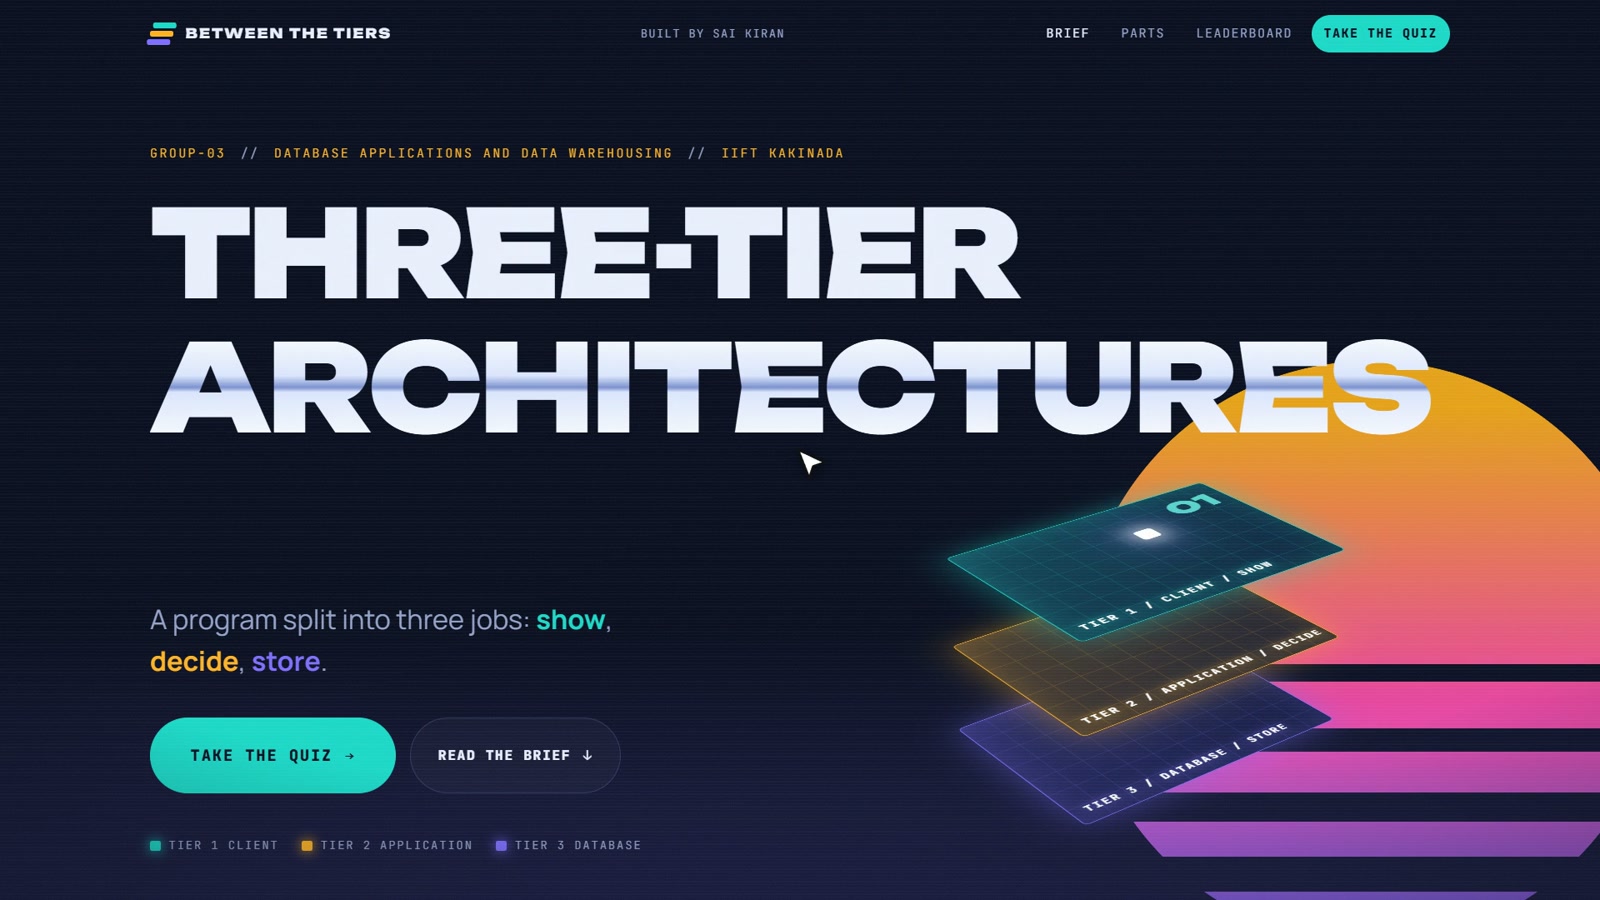 BETWEEN THE TIERS
BUILT BY SAI KIRAN
BRIEF
PARTS
LEADERBOARD
TAKE THE QUIZ
GROUP-03 // DATABASE APPLICATIONS AND DATA WAREHOUSING // IIFT KAKINADA
THREE-TIER
ARCHITECTURES
01
TIER 1 / CLIENT / SHOW
TIER 2 / APPLICATION / DECIDE
TIER 3 / DATABASE / STORE
A program split into three jobs: show,
decide, store.
TAKE THE QUIZ →
READ THE BRIEF ↓
TIER 1 CLIENT
TIER 2 APPLICATION
TIER 3 DATABASE